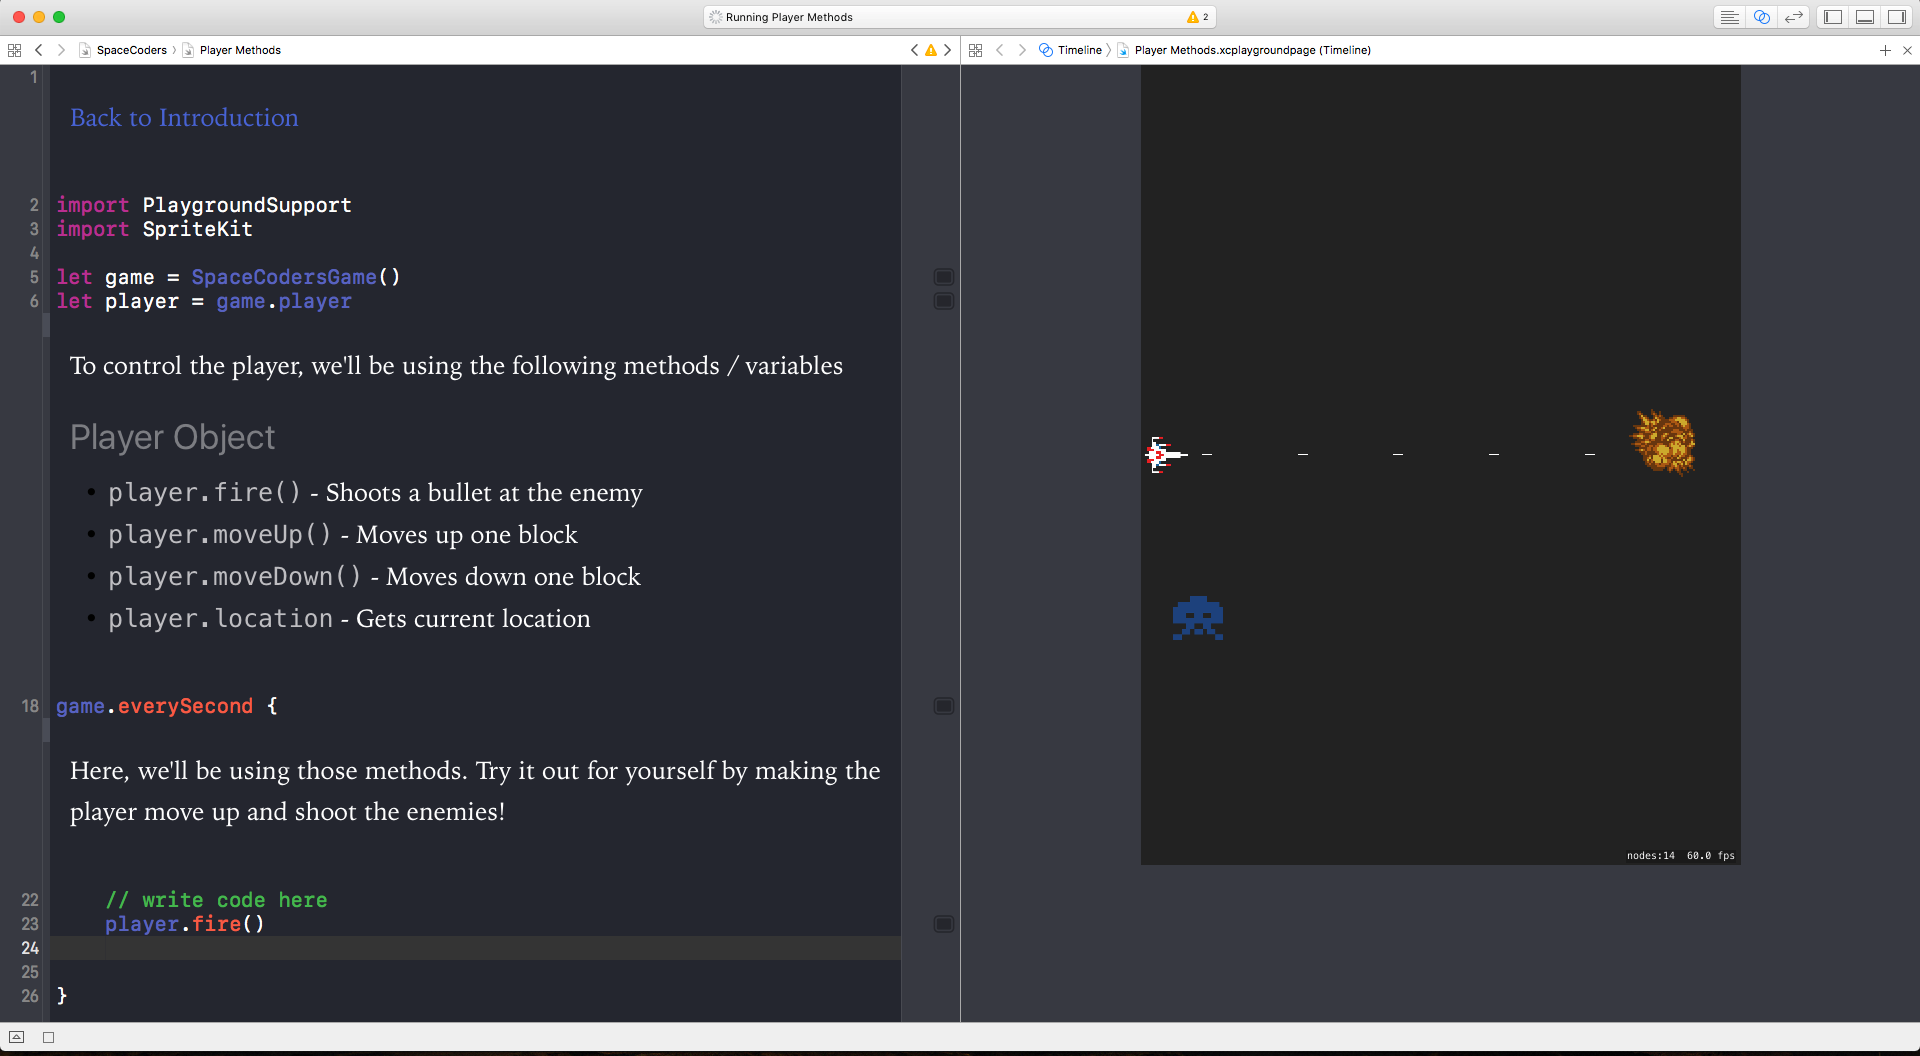 Running Player Methods
2
SpaceCoders
Player Methods
Timeline
Player Methods.xcplaygroundpage (Timeline)
1
Back to Introduction
2 import PlaygroundSupport
3 import SpriteKit
4
5 let game = SpaceCodersGame()
6 let player = game.player
To control the player, we'll be using the following methods / variables
Player Object
• player.fire() - Shoots a bullet at the enemy
• player.moveUp() - Moves up one block
• player.moveDown() - Moves down one block
• player.location - Gets current location
18 game.everySecond {
Here, we'll be using those methods. Try it out for yourself by making the
player move up and shoot the enemies!
22 // write code here
23 player.fire()
24
25
26 }
nodes:14 60.0 fps